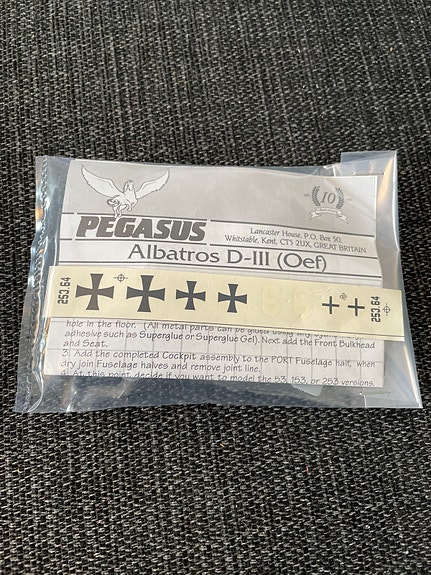 10
PEGASUS
Lancaster House, P.O. Box 50,
Whitstable, Kent, CT5 2UX, GREAT BRITAIN
Albatros D-III (Oef)
253.64
253.64
hole in the floor. (All metal parts can be glued using any
adhesive such as Superglue or Superglue Gel). Next add the Front Bulkhead
and Seat.
3) Add the completed Cockpit assembly to the PORT Fuselage half, when
dry join Fuselage halves and remove joint line.
4) At this point decide if you want to model the 53, 153, or 253 versions.